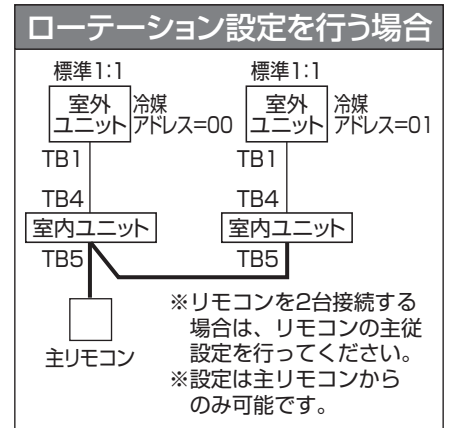 ローテーション設定を行う場合
標準1:1
標準1:1
室外
ユニット
冷媒
アドレス=00
室外
ユニット
冷媒
アドレス=01
TB1
TB1
TB4
TB4
室内ユニット
室内ユニット
TB5
TB5
主リモコン
※リモコンを2台接続する
場合は、リモコンの主従
設定を行ってください。
※設定は主リモコンから
のみ可能です。